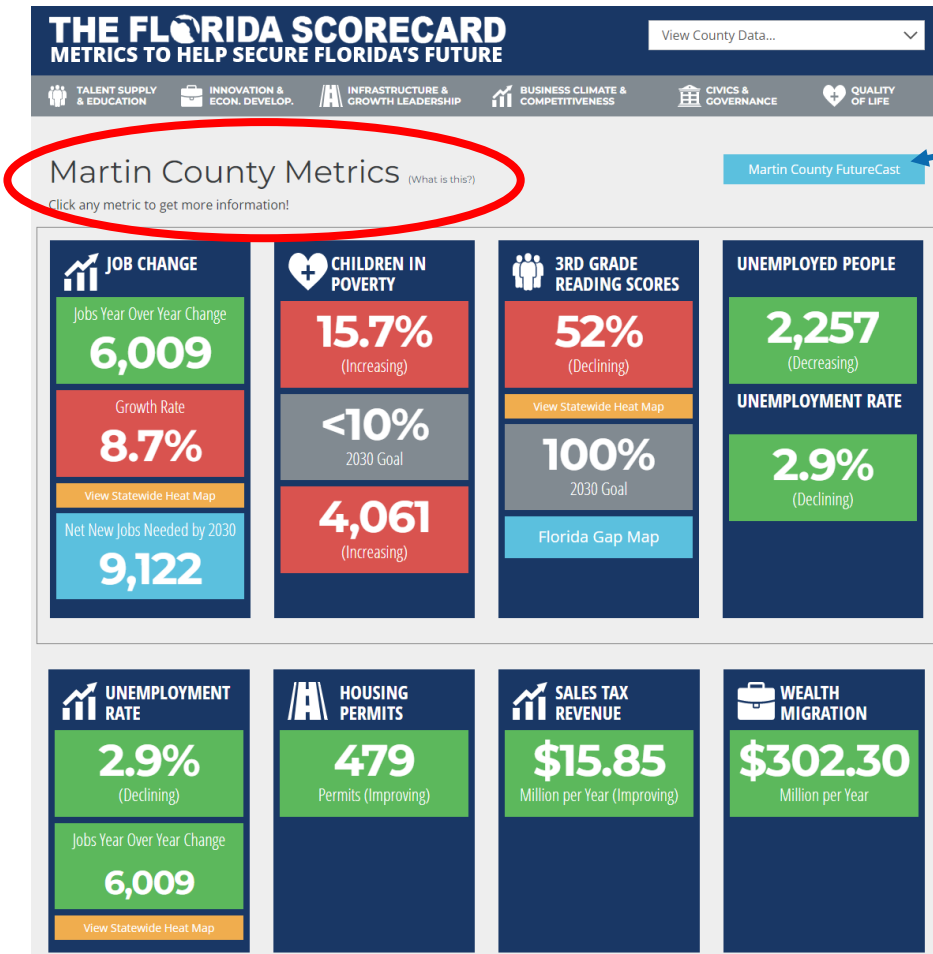 THE FLORIDA SCORECARD
METRICS TO HELP SECURE FLORIDA'S FUTURE
View County Data...
TALENT SUPPLY
& EDUCATION
INNOVATION &
ECON. DEVELOP.
INFRASTRUCTURE &
GROWTH LEADERSHIP
BUSINESS CLIMATE &
COMPETITIVENESS
CIVICS &
GOVERNANCE
QUALITY
OF LIFE
Martin County Metrics (What is this?)
Click any metric to get more information!
Martin County FutureCast
JOB CHANGE
Jobs Year Over Year Change
6,009
Growth Rate
8.7%
View Statewide Heat Map
Net New Jobs Needed by 2030
9,122
CHILDREN IN
POVERTY
15.7%
(Increasing)
<10%
2030 Goal
4,061
(Increasing)
3RD GRADE
READING SCORES
52%
(Declining)
View Statewide Heat Map
100%
2030 Goal
Florida Gap Map
UNEMPLOYED PEOPLE
2,257
(Decreasing)
UNEMPLOYMENT RATE
2.9%
(Declining)
UNEMPLOYMENT
RATE
2.9%
(Declining)
Jobs Year Over Year Change
6,009
View Statewide Heat Map
HOUSING
PERMITS
479
Permits (Improving)
SALES TAX
REVENUE
$15.85
Million per Year (Improving)
WEALTH
MIGRATION
$302.30
Million per Year